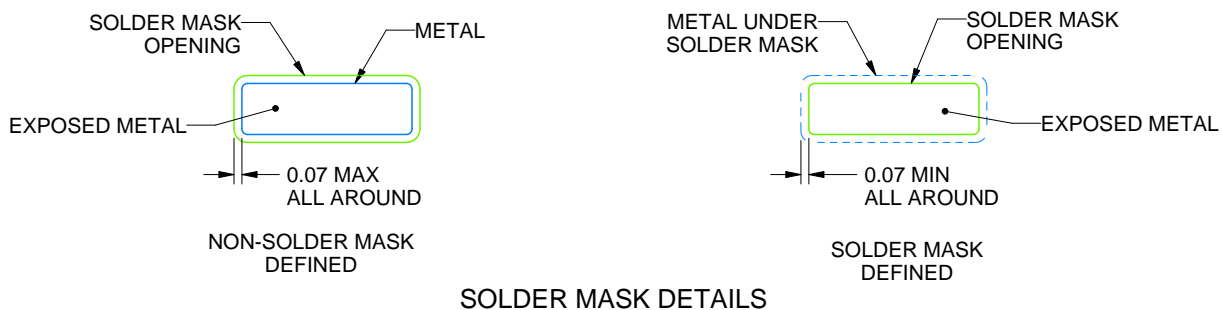 SOLDER MASK
OPENING
METAL
EXPOSED METAL
0.07 MAX
ALL AROUND
NON-SOLDER MASK
DEFINED
METAL UNDER
SOLDER MASK
SOLDER MASK
OPENING
EXPOSED METAL
0.07 MIN
ALL AROUND
SOLDER MASK
DEFINED
SOLDER MASK DETAILS